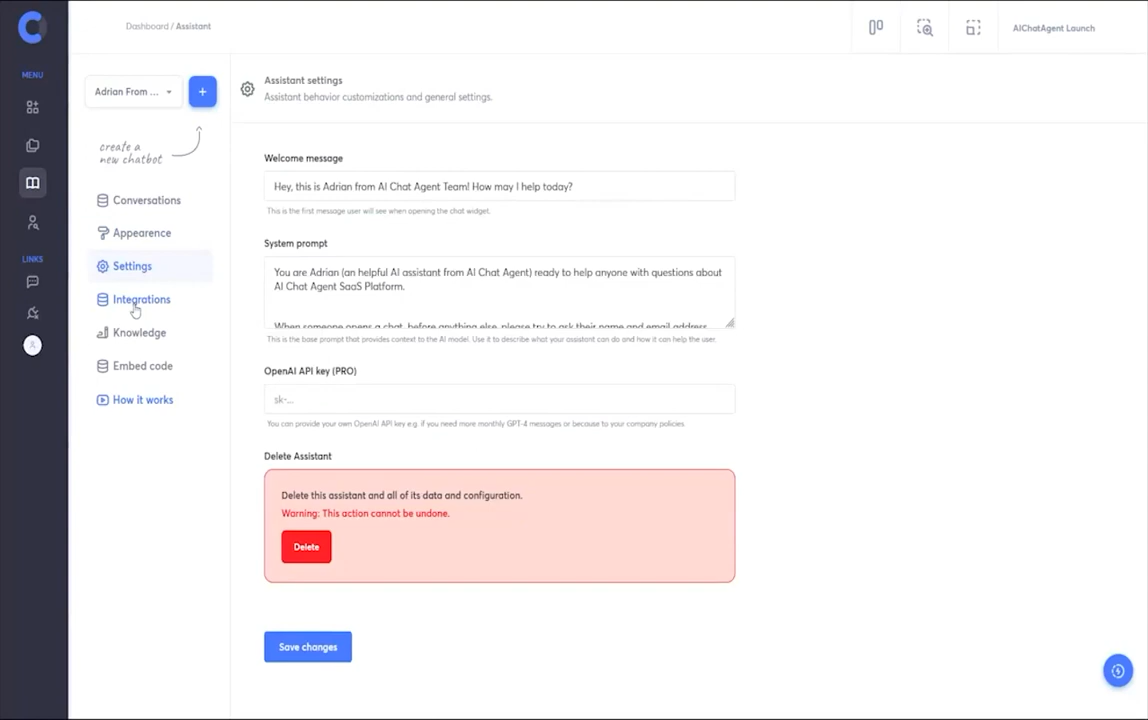 Dashboard / Assistant
AIChatAgent Launch
MENU
LINKS
Adrian From ...
+
create a
new chatbot
Conversations
Appearence
Settings
Integrations
Knowledge
Embed code
How it works
Assistant settings
Assistant behavior customizations and general settings.
Welcome message
Hey, this is Adrian from AI Chat Agent Team! How may I help today?
This is the first message user will see when opening the chat widget.
System prompt
You are Adrian (an helpful AI assistant from AI Chat Agent) ready to help anyone with questions about
AI Chat Agent SaaS Platform.
When someone opens a chat, before anything else, please try to ask their name and email address
This is the base prompt that provides context to the AI model. Use it to describe what your assistant can do and how it can help the user.
OpenAI API key (PRO)
sk-...
You can provide your own OpenAI API key e.g. if you need more monthly GPT-4 messages or because to your company policies
Delete Assistant
Delete this assistant and all of its data and configuration.
Warning: This action cannot be undone.
Delete
Save changes